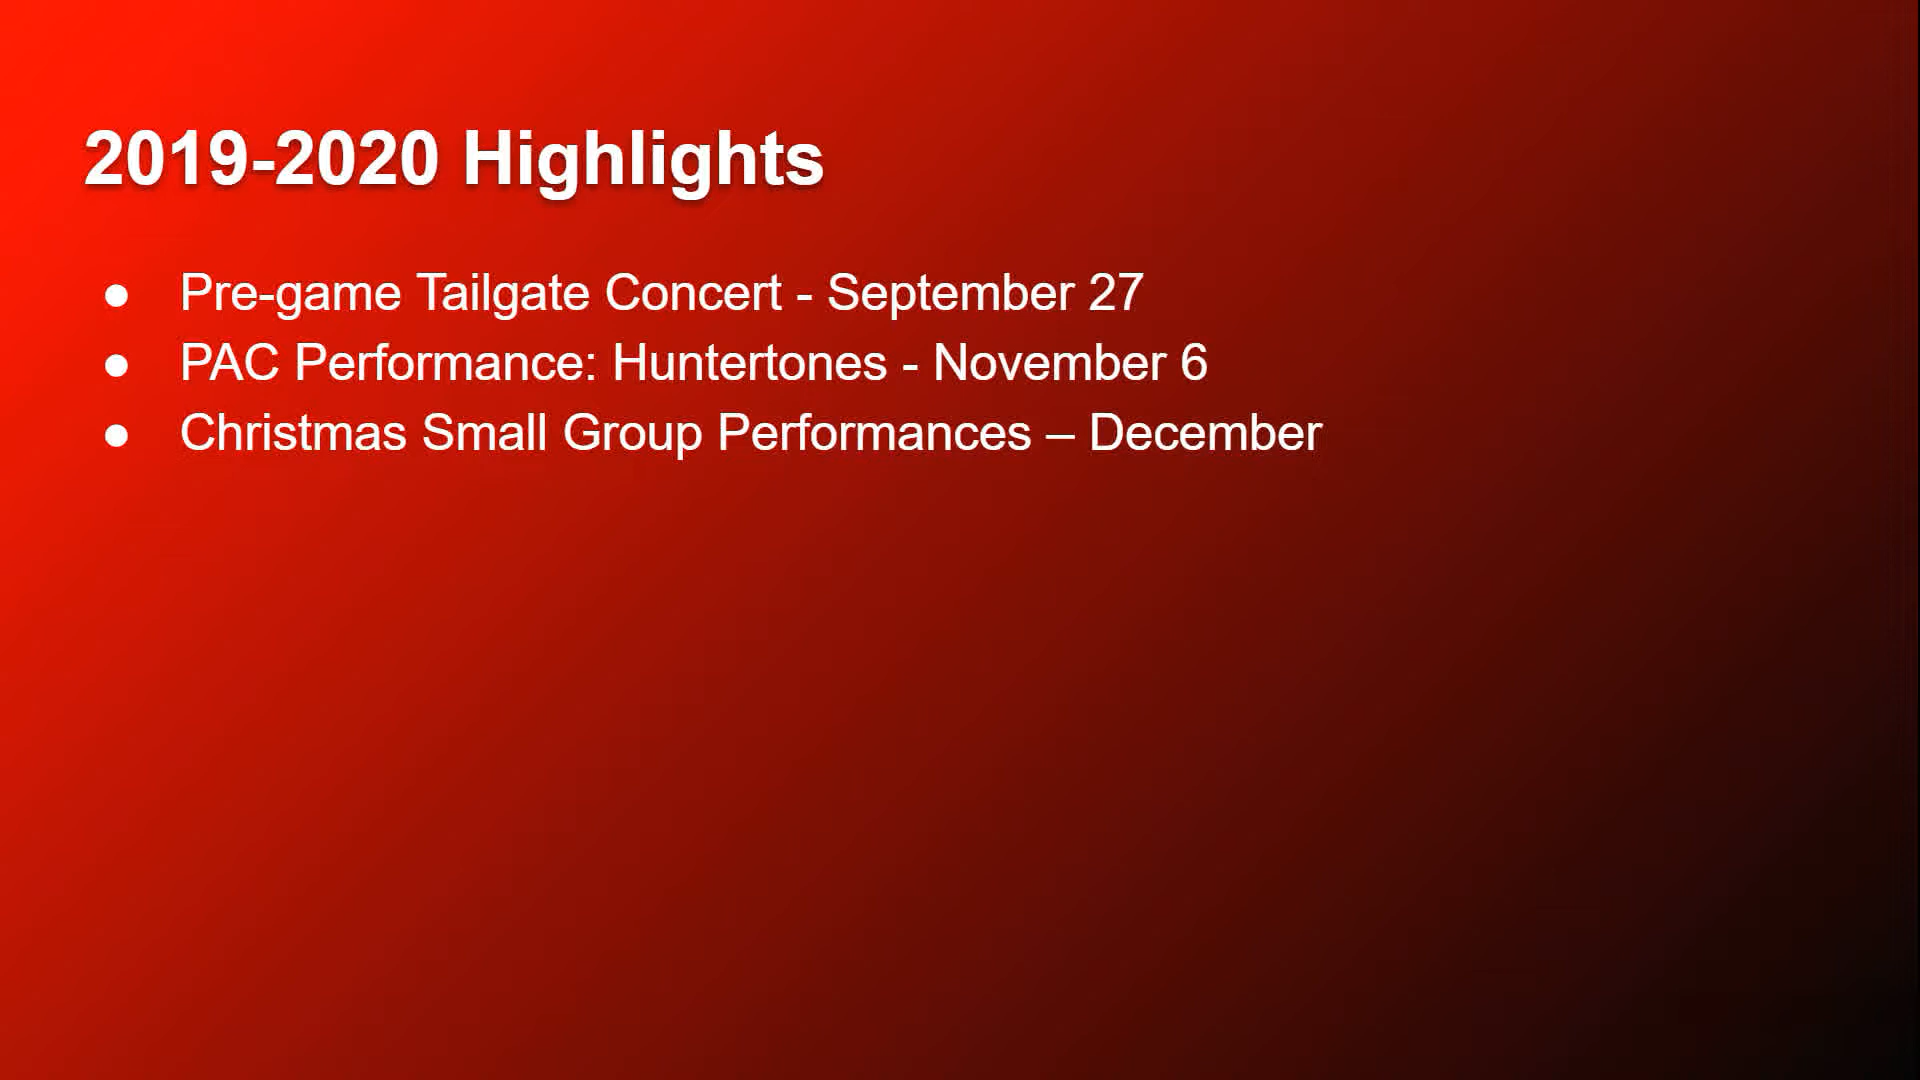 2019-2020 Highlights
● Pre-game Tailgate Concert - September 27
● PAC Performance: Huntertones - November 6
● Christmas Small Group Performances – December